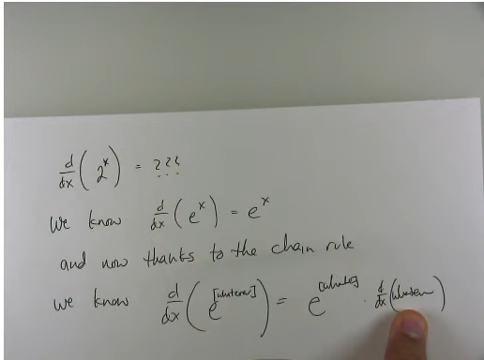 d/dx (2^x) = ???
We know d/dx (e^x) = e^x
and now thanks to the chain rule
we know d/dx (e^[whatever]) = e^[whatever] · d/dx (whatever)